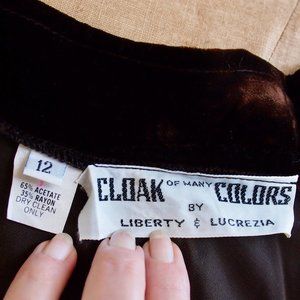 12
65% ACETATE
35% RAYON
DRY CLEAN
ONLY
CLOAK OF MANY COLORS
BY
LIBERTY & LUCREZIA